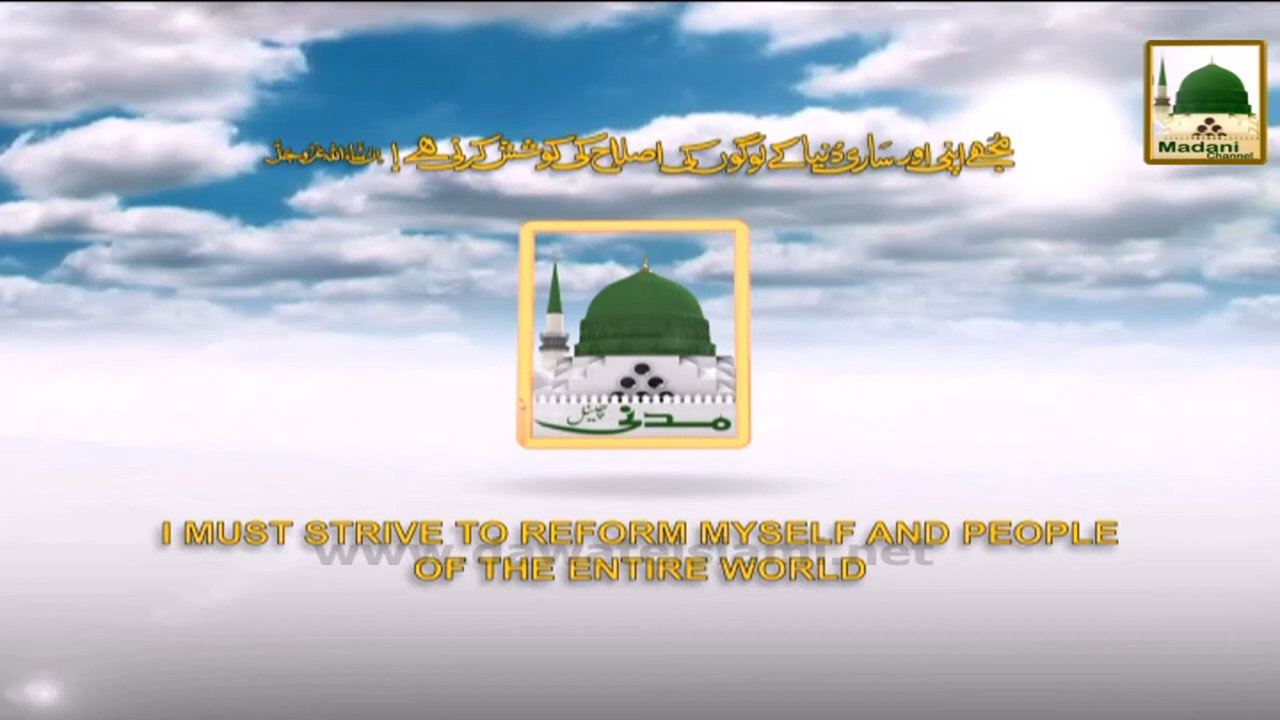 مجھے اپنی اور ساری دنیا کے لوگوں کی اصلاح کی کوشش کرنی ہے ! ان شاء اللہ عزوجل
Madani
Channel
مدنی چینل
I MUST STRIVE TO REFORM MYSELF AND PEOPLE
www.dawateislami.net
OF THE ENTIRE WORLD